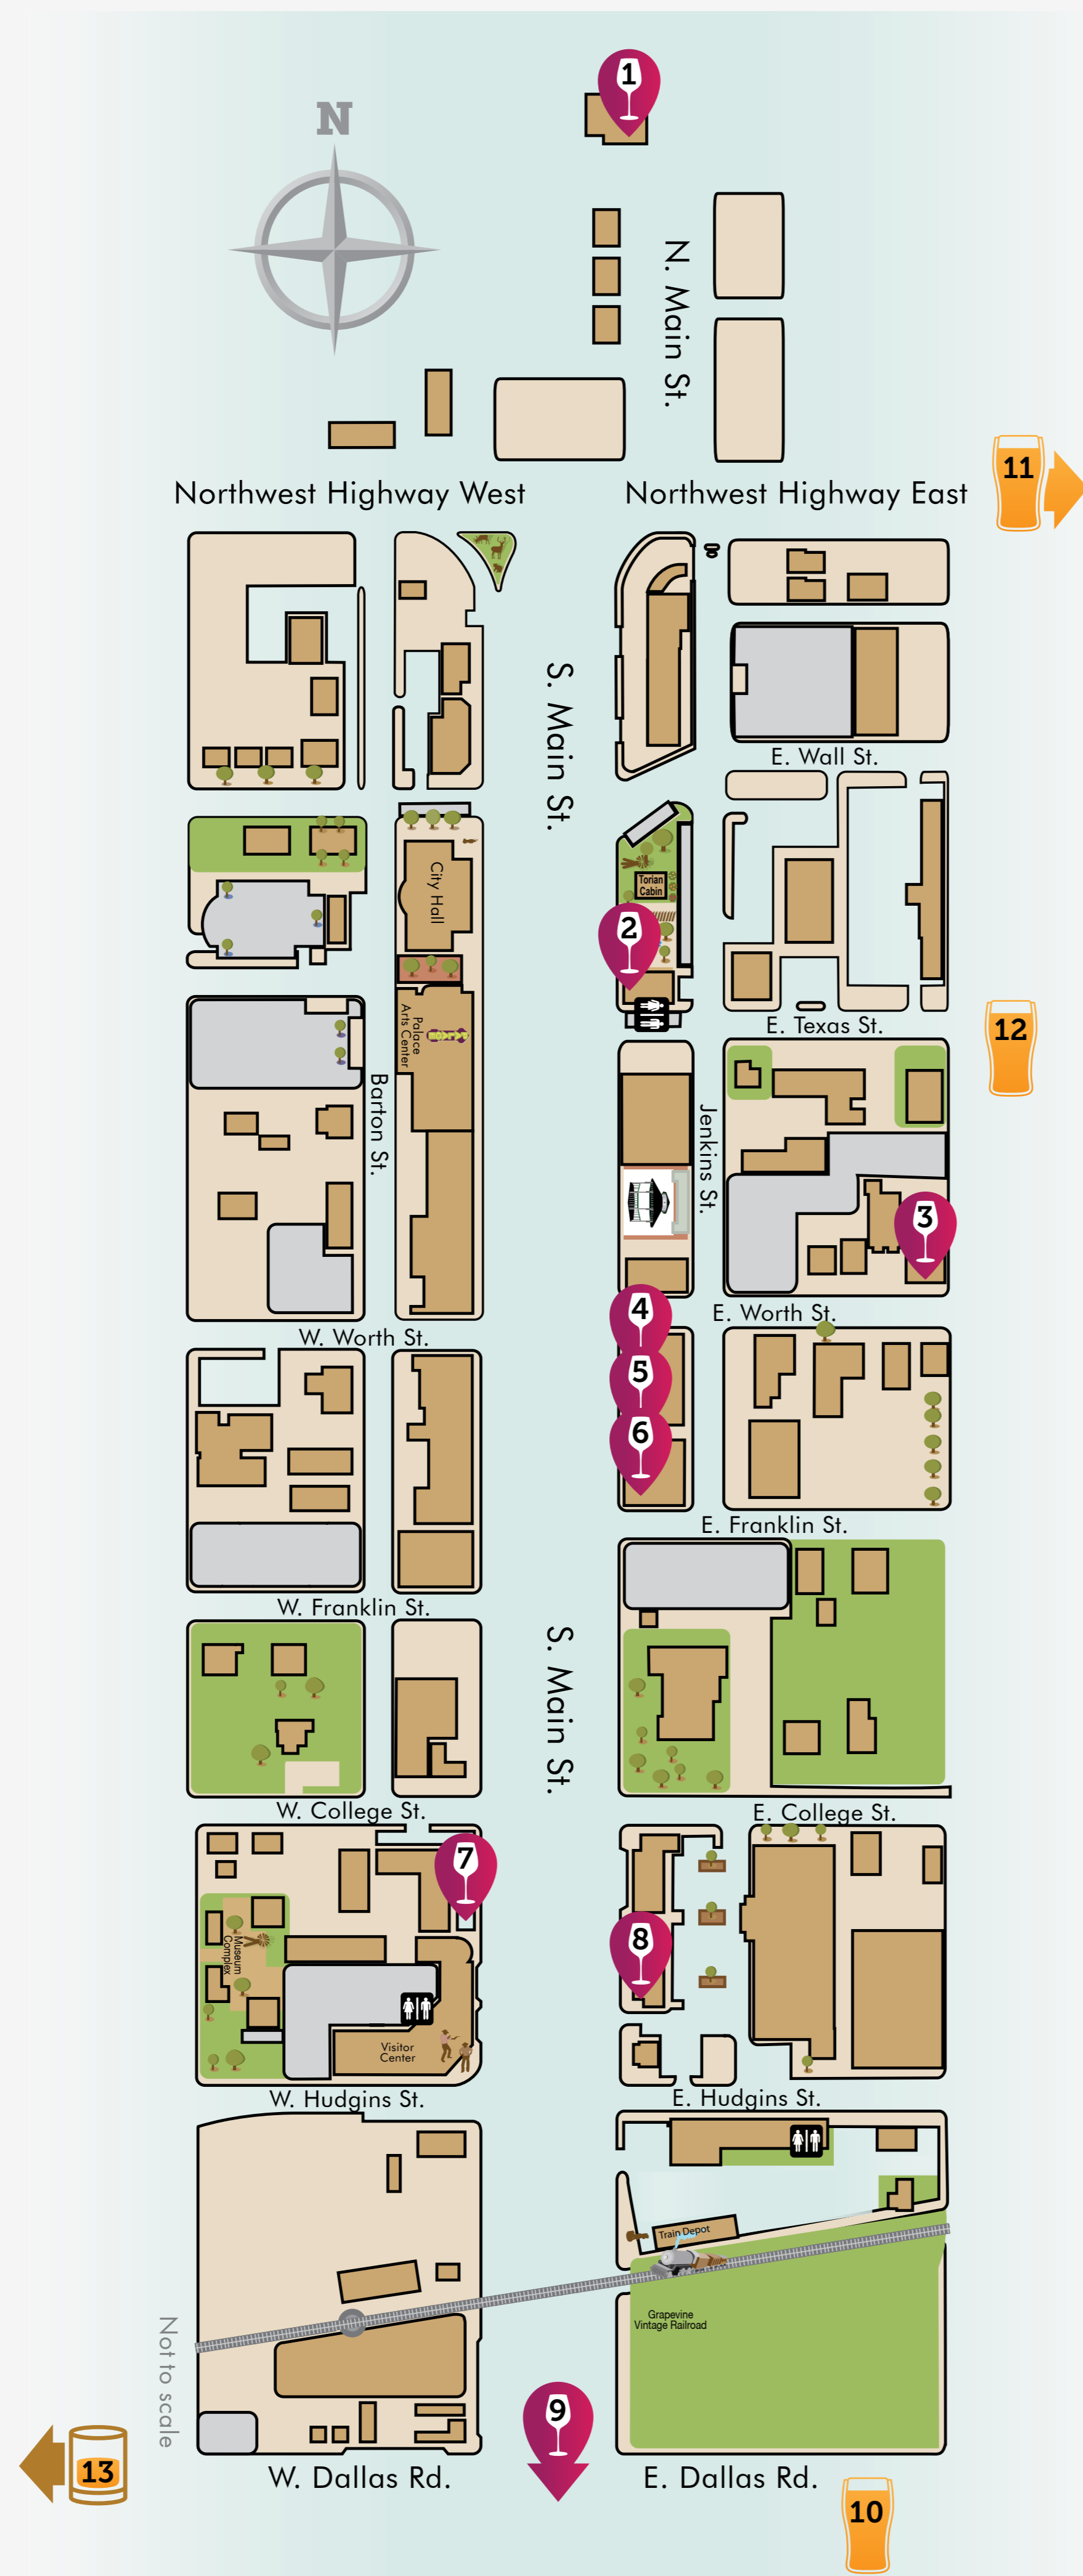 1
N
N. Main St.
11
Northwest Highway West
Northwest Highway East
S. Main St.
E. Wall St.
City Hall
Torian
Cabin
2
Palace
Arts Center
E. Texas St.
12
Barton St.
Jenkins St.
3
4
E. Worth St.
W. Worth St.
5
6
E. Franklin St.
W. Franklin St.
S. Main St.
W. College St.
E. College St.
7
8
Museum
Complex
Visitor
Center
W. Hudgins St.
E. Hudgins St.
Train Depot
Grapevine
Vintage Railroad
Not to scale
9
13
W. Dallas Rd.
E. Dallas Rd.
10